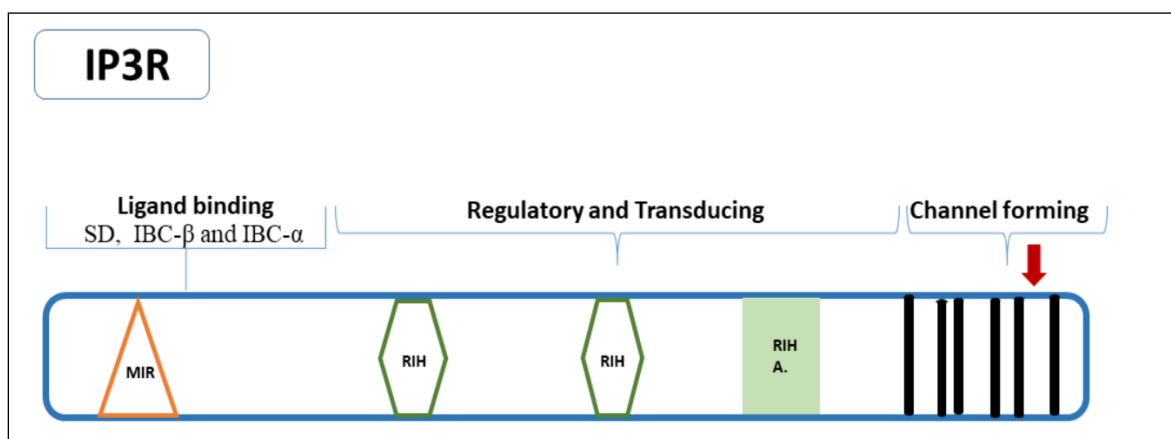 IP3R
Ligand binding
SD, IBC-β and IBC-α
Regulatory and Transducing
Channel forming
MIR
RIH
RIH
RIH
A.